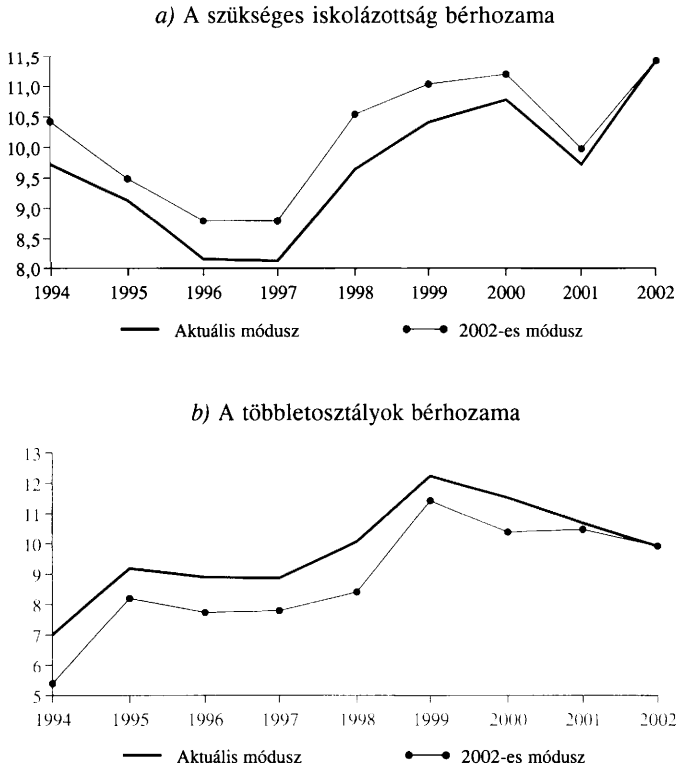 a) A szükséges iskolázottság bérhozama
11,5
11,0
10,5
10,0
9,5
9,0
8,5
8,0
1994 1995 1996 1997 1998 1999 2000 2001 2002
Aktuális módusz 2002-es módusz
b) A többletosztályok bérhozama
13
12
11
10
9
8
7
6
5
1994 1995 1996 1997 1998 1999 2000 2001 2002
Aktuális módusz 2002-es módusz